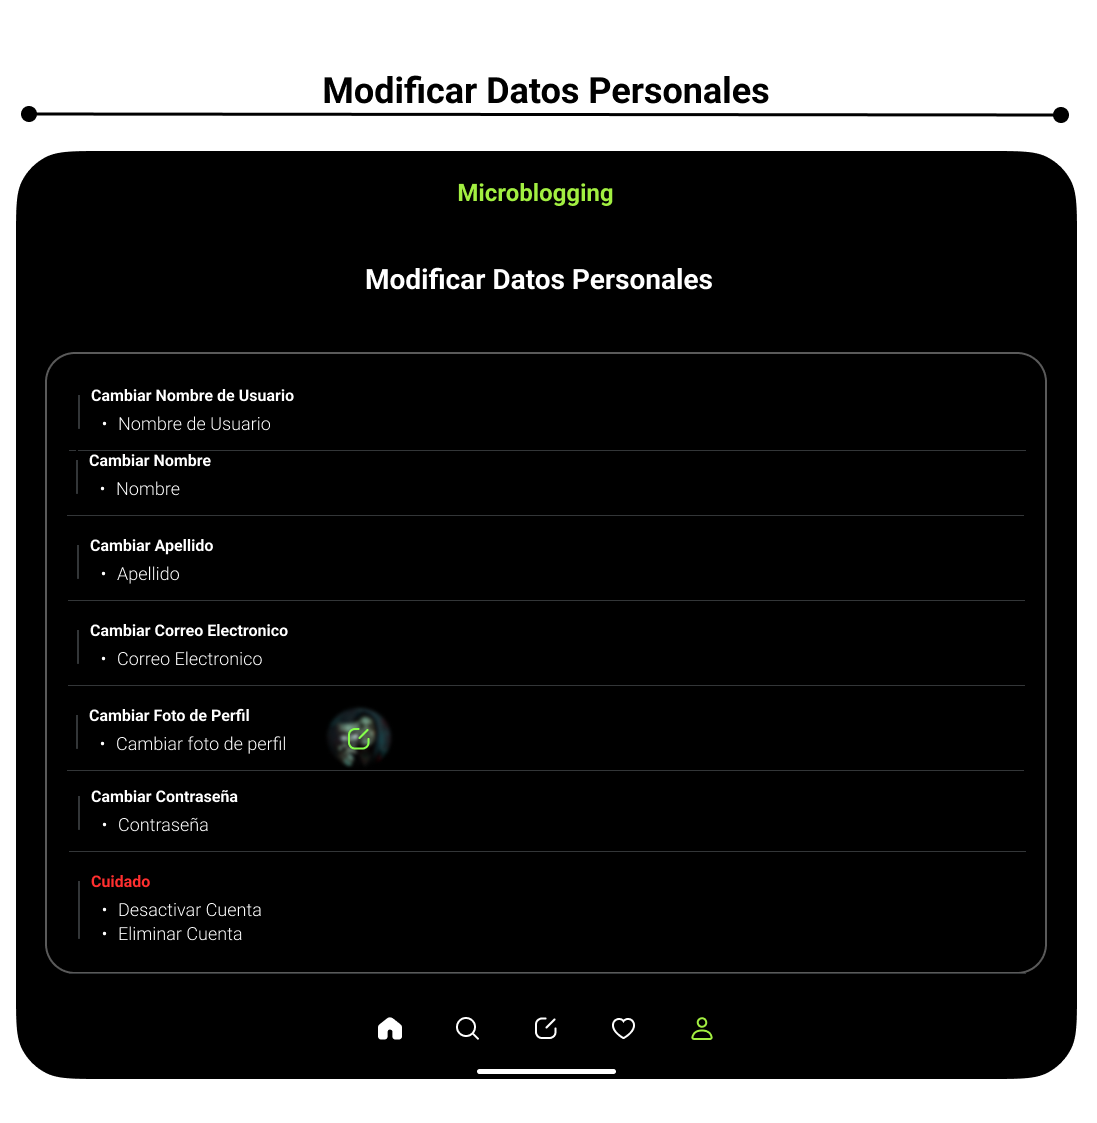 Modificar Datos Personales
Microblogging
Modificar Datos Personales
Cambiar Nombre de Usuario
• Nombre de Usuario
Cambiar Nombre
• Nombre
Cambiar Apellido
• Apellido
Cambiar Correo Electronico
• Correo Electronico
Cambiar Foto de Perfil
• Cambiar foto de perfil
Cambiar Contraseña
• Contraseña
Cuidado
• Desactivar Cuenta
• Eliminar Cuenta